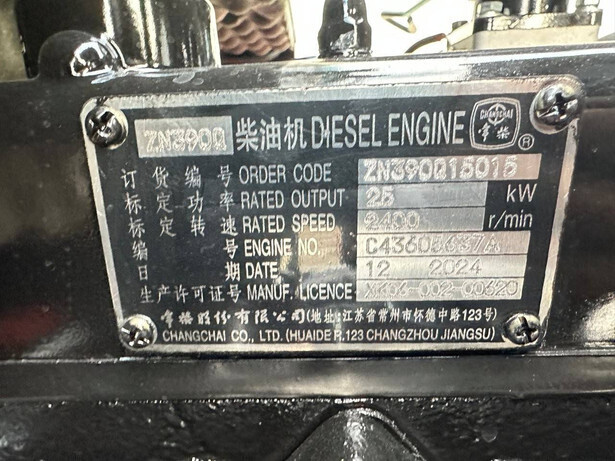 ZN390Q 柴油机 DIESEL ENGINE CHANGCHAI 常柴 ®
订货编号 ORDER CODE ZN390Q15015
标定功率 RATED OUTPUT 25 kW
标定转速 RATED SPEED 2400 r/min
编号 ENGINE NO.
日期 DATE 12 2024
生产许可证号 MANUF. LICENCE XK06-002-00620
常柴股份有限公司(地址:江苏省常州市怀德中路123号)
CHANGCHAI CO., LTD. (HUAIDE R.123 CHANGZHOU JIANGSU)